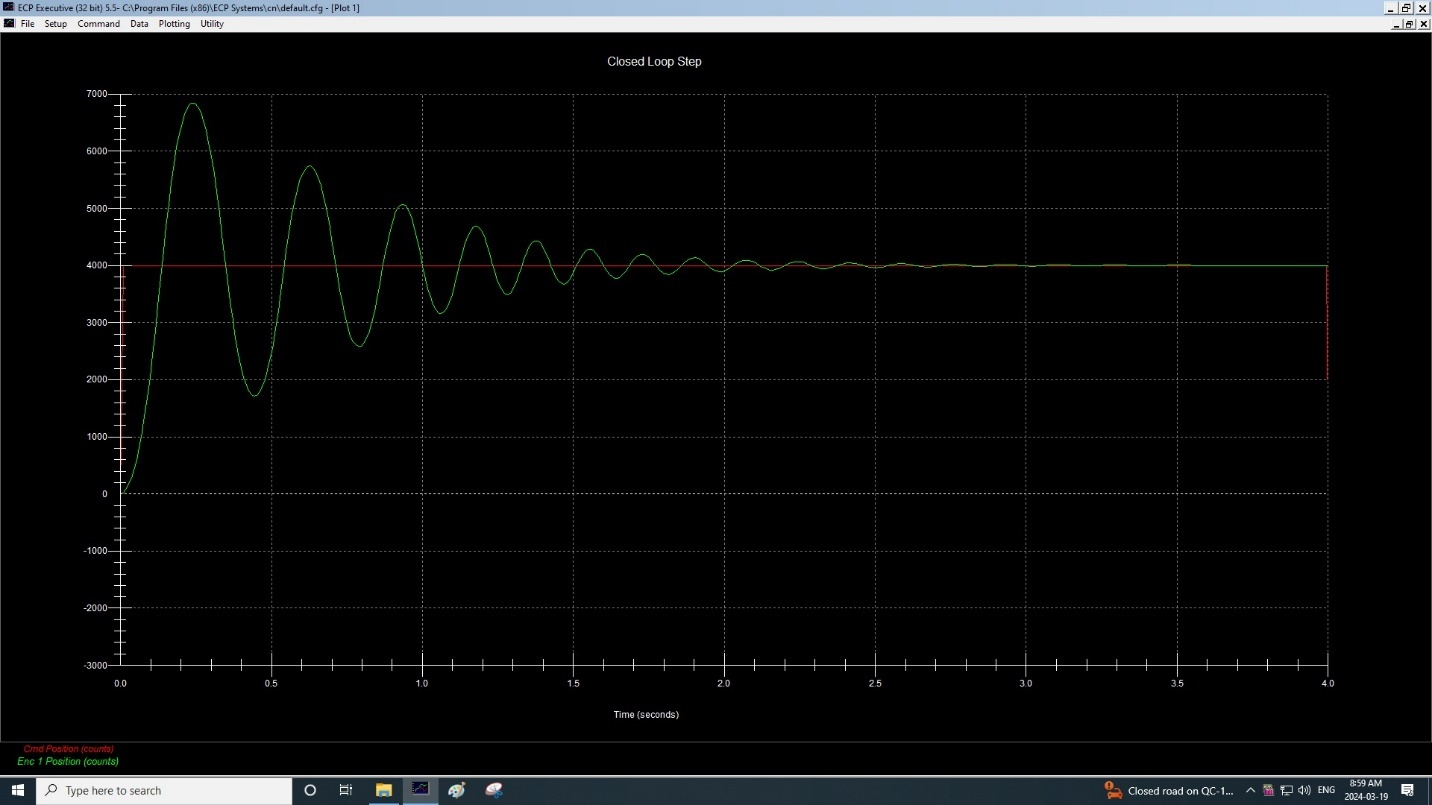 ECP Executive (32 bit) 5.5- C:\Program Files (x86)\ECP Systems\cn\default.cfg - [Plot 1]
File Setup Command Data Plotting Utility
Closed Loop Step
7000
6000
5000
4000
3000
2000
1000
0
-1000
-2000
-3000
0.0 0.5 1.0 1.5 2.0 2.5 3.0 3.5 4.0
Time (seconds)
Cmd Position (counts)
Enc 1 Position (counts)
Type here to search
Closed road on QC-1...
ENG
8:59 AM
2024-03-19